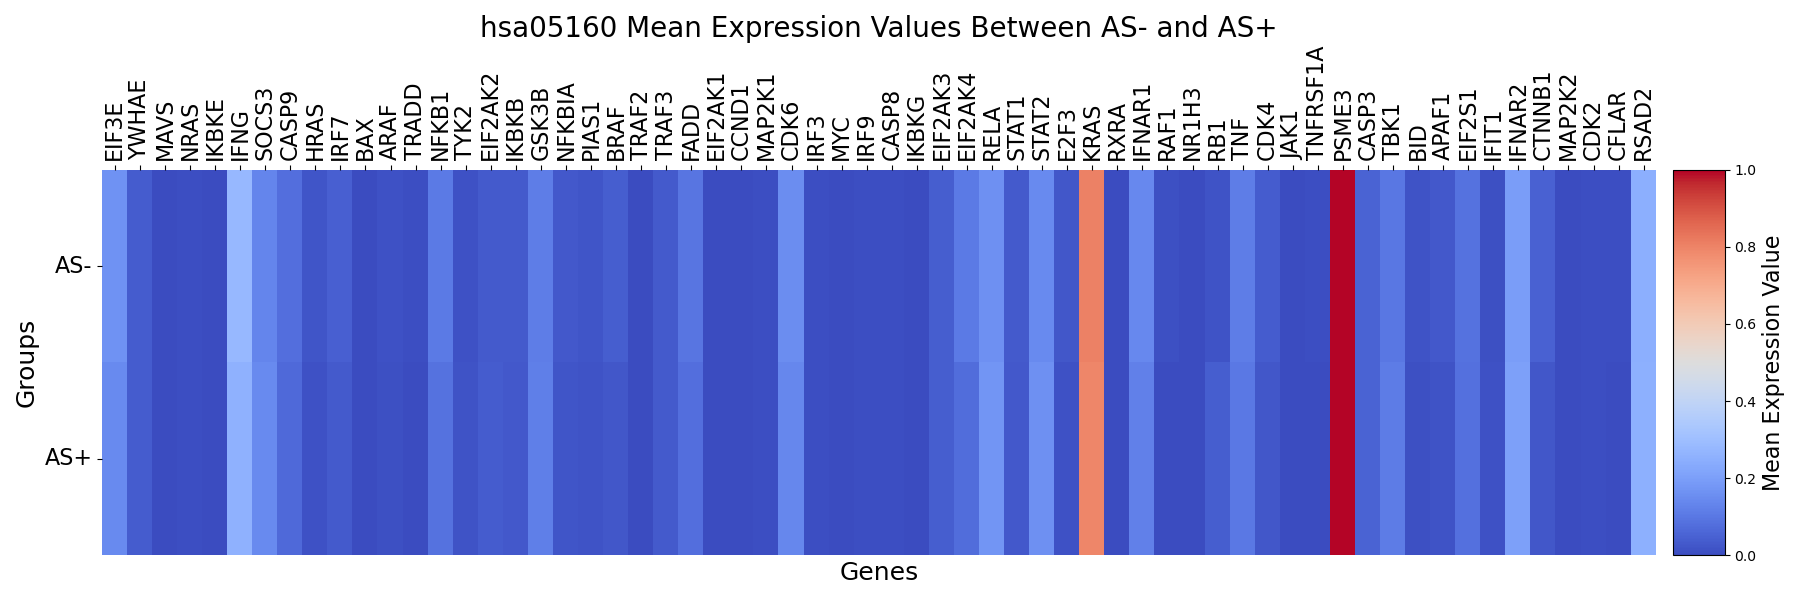 hsa05160 Mean Expression Values Between AS- and AS+
EIF3E
YWHAE
MAVS
NRAS
IKBKE
IFNG
SOCS3
CASP9
HRAS
IRF7
BAX
ARAF
TRADD
NFKB1
TYK2
EIF2AK2
IKBKB
GSK3B
NFKBIA
PIAS1
BRAF
TRAF2
TRAF3
FADD
EIF2AK1
CCND1
MAP2K1
CDK6
IRF3
MYC
IRF9
CASP8
IKBKG
EIF2AK3
EIF2AK4
RELA
STAT1
STAT2
E2F3
KRAS
RXRA
IFNAR1
RAF1
NR1H3
RB1
TNF
CDK4
JAK1
TNFRSF1A
PSME3
CASP3
TBK1
BID
APAF1
EIF2S1
IFIT1
IFNAR2
CTNNB1
MAP2K2
CDK2
CFLAR
RSAD2
AS-
AS+
Groups
Genes
1.0
0.8
0.6
0.4
0.2
0.0
Mean Expression Value